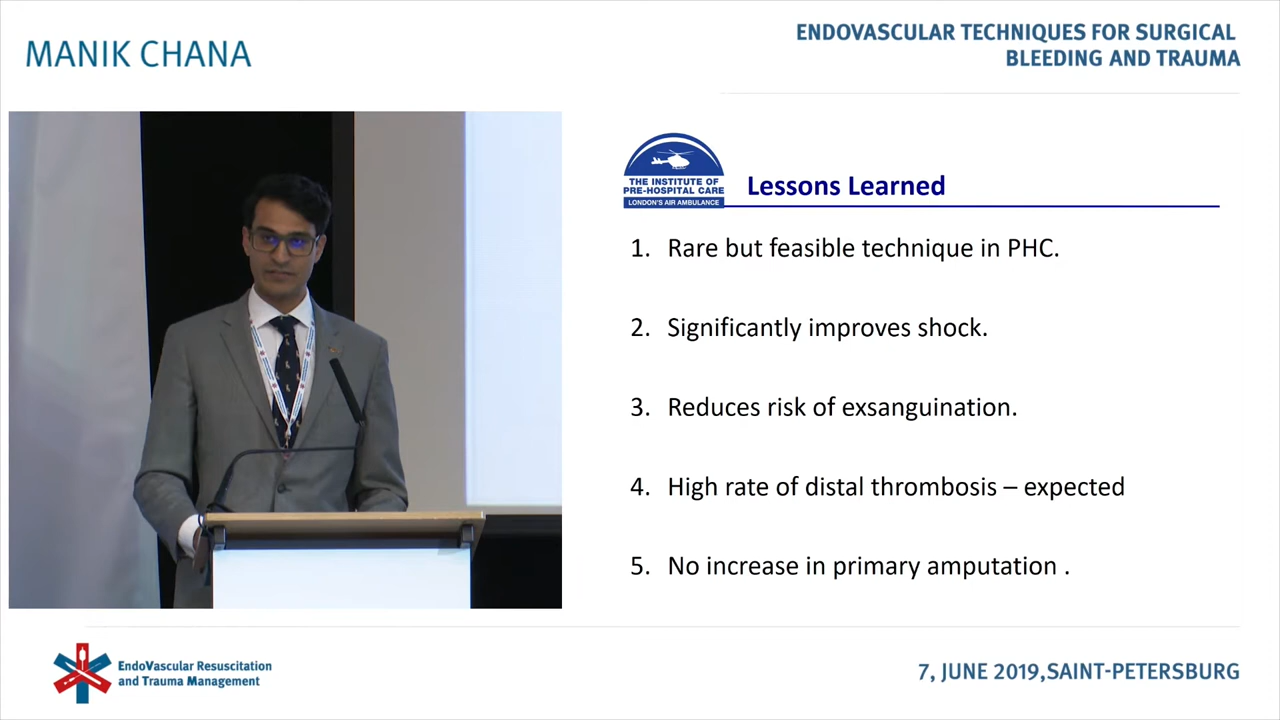 MANIK CHANA
ENDOVASCULAR TECHNIQUES FOR SURGICAL
BLEEDING AND TRAUMA
THE INSTITUTE OF
PRE-HOSPITAL CARE
LONDON'S AIR AMBULANCE
Lessons Learned
1. Rare but feasible technique in PHC.
2. Significantly improves shock.
3. Reduces risk of exsanguination.
4. High rate of distal thrombosis – expected
5. No increase in primary amputation .
EndoVascular Resuscitation
and Trauma Management
7, JUNE 2019,SAINT-PETERSBURG